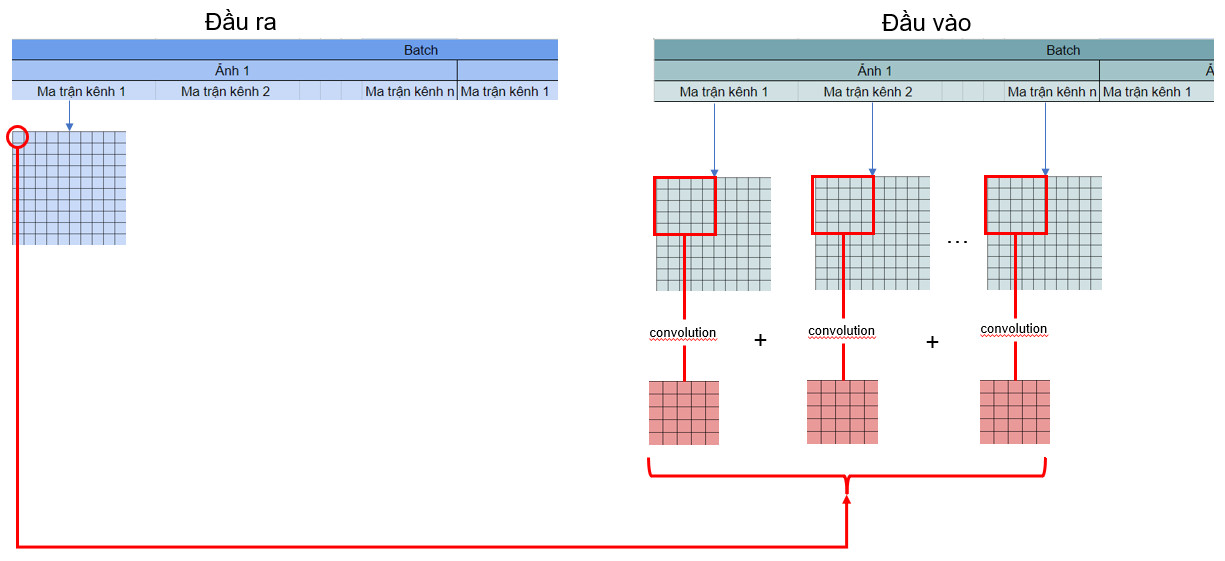 Đầu ra
Batch
Ảnh 1
Ma trận kênh 1 Ma trận kênh 2 Ma trận kênh n Ma trận kênh 1
Đầu vào
Batch
Ảnh 1
Ma trận kênh 1 Ma trận kênh 2 Ma trận kênh n Ma trận kênh 1
...
convolution + convolution + convolution